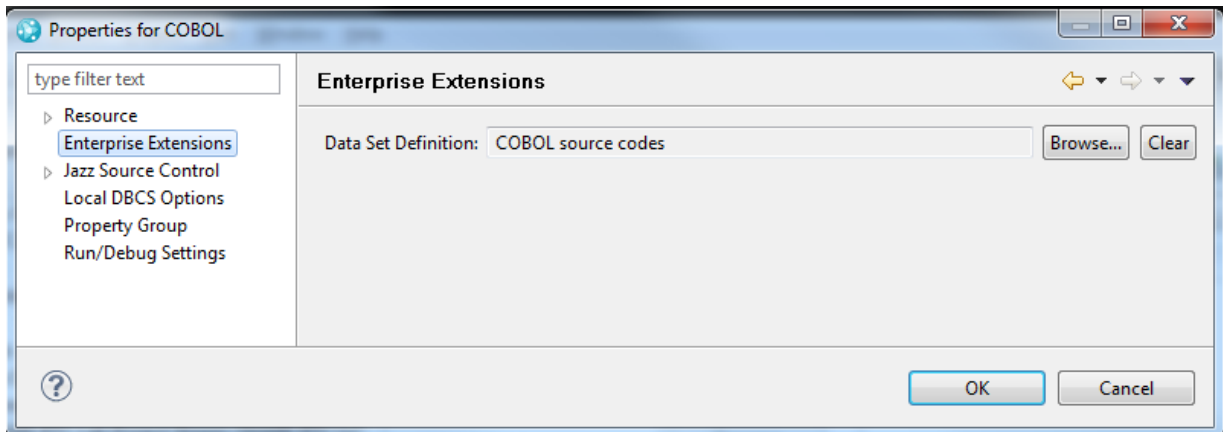 Properties for COBOL
type filter text
Resource
Enterprise Extensions
Jazz Source Control
Local DBCS Options
Property Group
Run/Debug Settings
Enterprise Extensions
Data Set Definition: COBOL source codes Browse... Clear
OK Cancel